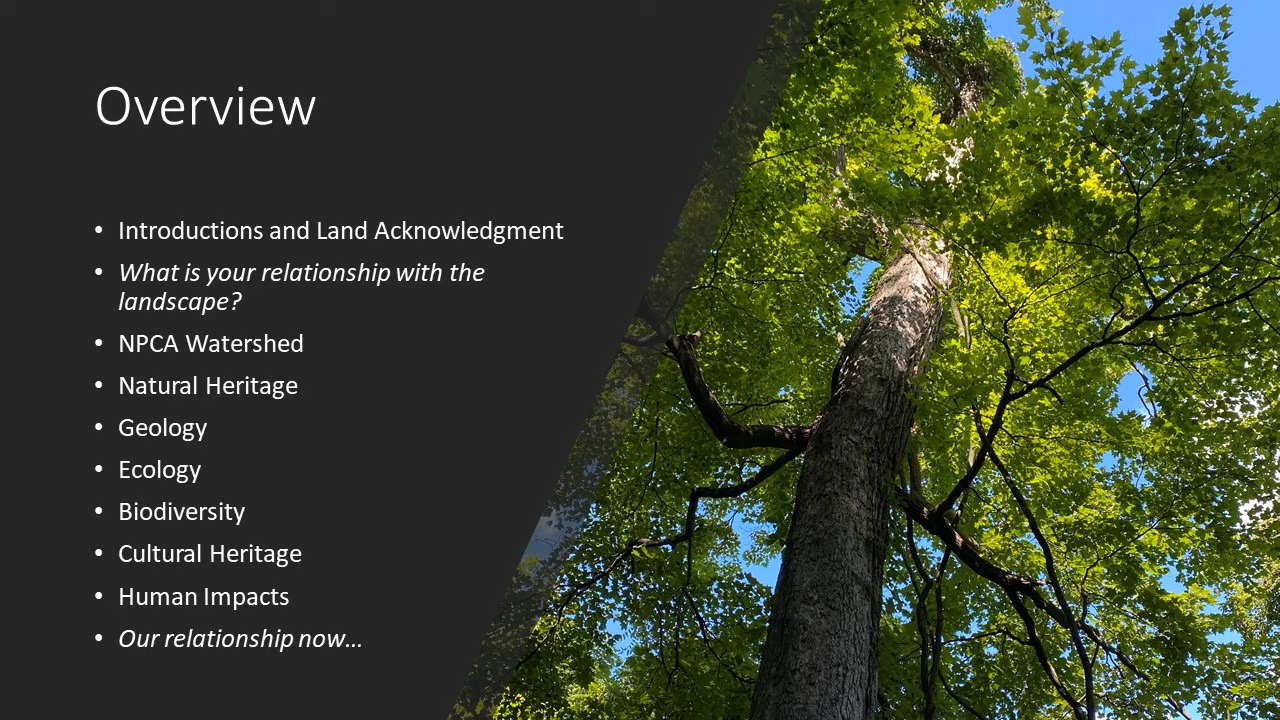 Overview
• Introductions and Land Acknowledgment
• What is your relationship with the
landscape?
• NPCA Watershed
• Natural Heritage
• Geology
• Ecology
• Biodiversity
• Cultural Heritage
• Human Impacts
• Our relationship now...